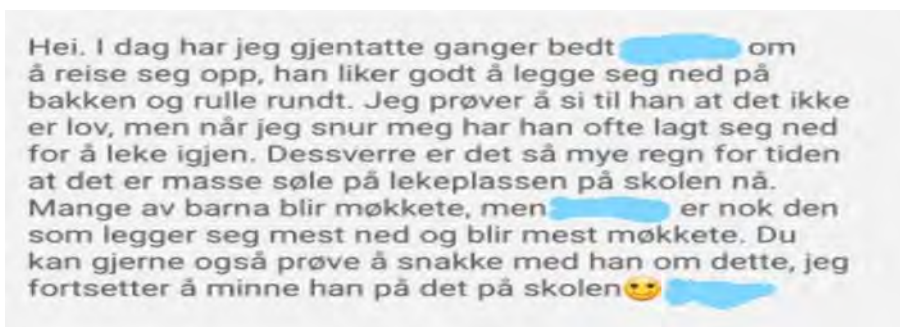 Hei. I dag har jeg gjentatte ganger bedt om
å reise seg opp, han liker godt å legge seg ned på
bakken og rulle rundt. Jeg prøver å si til han at det ikke
er lov, men når jeg snur meg har han ofte lagt seg ned
for å leke igjen. Dessverre er det så mye regn for tiden
at det er masse søle på lekeplassen på skolen nå.
Mange av barna blir møkkete, men er nok den
som legger seg mest ned og blir mest møkkete. Du
kan gjerne også prøve å snakke med han om dette, jeg
fortsetter å minne han på det på skolen😊